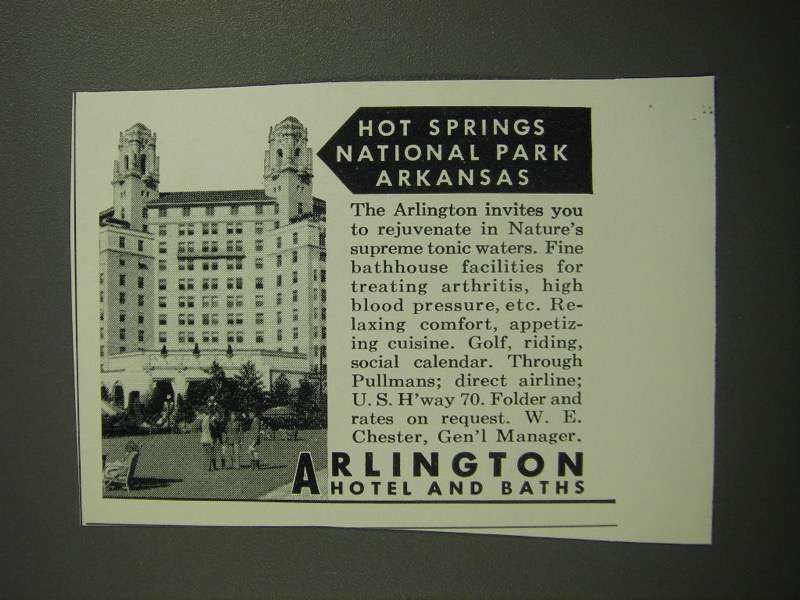 HOT SPRINGS
NATIONAL PARK
ARKANSAS
The Arlington invites you
to rejuvenate in Nature's
supreme tonic waters. Fine
bathhouse facilities for
treating arthritis, high
blood pressure, etc. Re-
laxing comfort, appetiz-
ing cuisine. Golf, riding,
social calendar. Through
Pullmans; direct airline;
U. S. H'way 70. Folder and
rates on request. W. E.
Chester, Gen'l Manager.
ARLINGTON
HOTEL AND BATHS